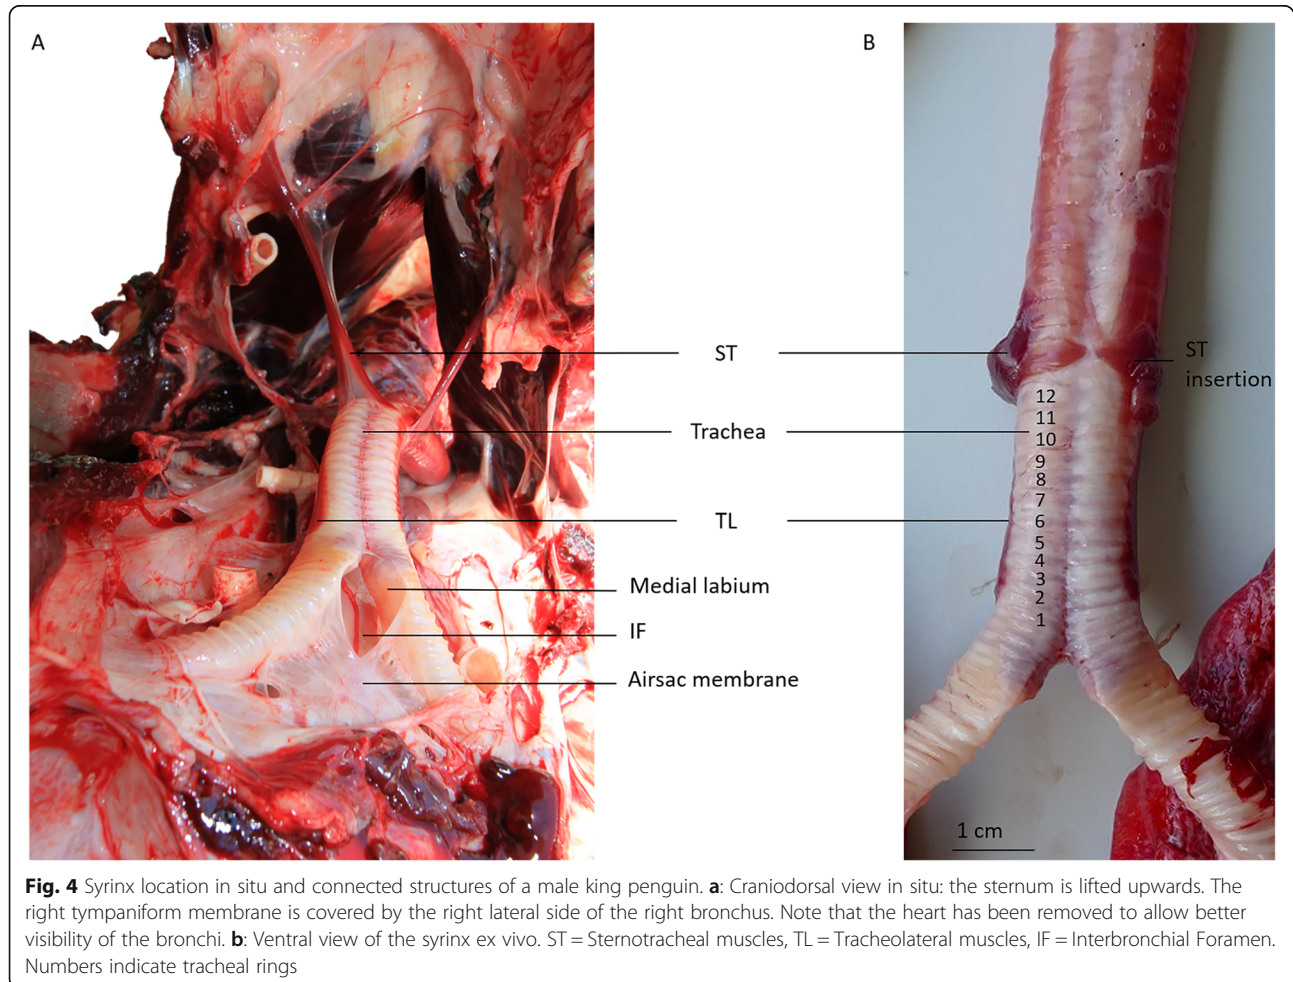 A
B
ST
ST
insertion
Trachea
TL
Medial labium
IF
Airsac membrane
12
11
10
9
8
7
6
5
4
3
2
1
1 cm
Fig. 4 Syrinx location in situ and connected structures of a male king penguin. a: Craniodorsal view in situ: the sternum is lifted upwards. The
right tympaniform membrane is covered by the right lateral side of the right bronchus. Note that the heart has been removed to allow better
visibility of the bronchi. b: Ventral view of the syrinx ex vivo. ST = Sternotracheal muscles, TL = Tracheolateral muscles, IF = Interbronchial Foramen.
Numbers indicate tracheal rings